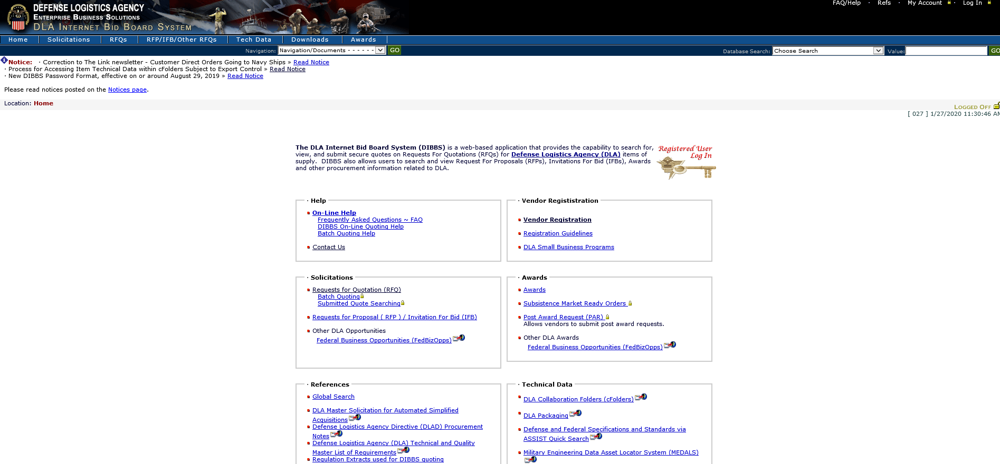 DEFENSE LOGISTICS AGENCY
ENTERPRISE BUSINESS SOLUTIONS
DLA INTERNET BID BOARD SYSTEM
FAQ/Help · Refs · My Account · Log In
Home Solicitations RFQs RFP/IFB/Other RFQs Tech Data Downloads Awards
Navigation: Navigation/Documents - - - - - - GO Database Search: Choose Search Value: GO
Notice: · Correction to The Link newsletter - Customer Direct Orders Going to Navy Ships » Read Notice
· Process for Accessing Item Technical Data within cFolders Subject to Export Control » Read Notice
· New DIBBS Password Format, effective on or around August 29, 2019 » Read Notice
Please read notices posted on the Notices page.
Location: Home
LOGGED OFF
[ 027 ] 1/27/2020 11:30:46 AM
The DLA Internet Bid Board System (DIBBS) is a web-based application that provides the capability to search for,
view, and submit secure quotes on Requests For Quotations (RFQs) for Defense Logistics Agency (DLA) items of
supply. DIBBS also allows users to search and view Request For Proposals (RFPs), Invitations For Bid (IFBs), Awards
and other procurement information related to DLA.
Registered User
Log In
· Help
On-Line Help
Frequently Asked Questions ~ FAQ
DIBBS On-Line Quoting Help
Batch Quoting Help
Contact Us
· Vendor Regististration
Vendor Registration
Registration Guidelines
DLA Small Business Programs
· Solicitations
Requests for Quotation (RFQ)
Batch Quoting
Submitted Quote Searching
Requests for Proposal ( RFP ) / Invitation For Bid (IFB)
Other DLA Opportunities
Federal Business Opportunities (FedBizOpps)
· Awards
Awards
Subsistence Market Ready Orders
Post Award Request (PAR)
Allows vendors to submit post award requests.
Other DLA Awards
Federal Business Opportunities (FedBizOpps)
· References
Global Search
DLA Master Solicitation for Automated Simplified
Acquisitions
Defense Logistics Agency Directive (DLAD) Procurement
Notes
Defense Logistics Agency (DLA) Technical and Quality
Master List of Requirements
Regulation Extracts used for DIBBS quoting
· Technical Data
DLA Collaboration Folders (cFolders)
DLA Packaging
Defense and Federal Specifications and Standards via
ASSIST Quick Search
Military Engineering Data Asset Locator System (MEDALS)